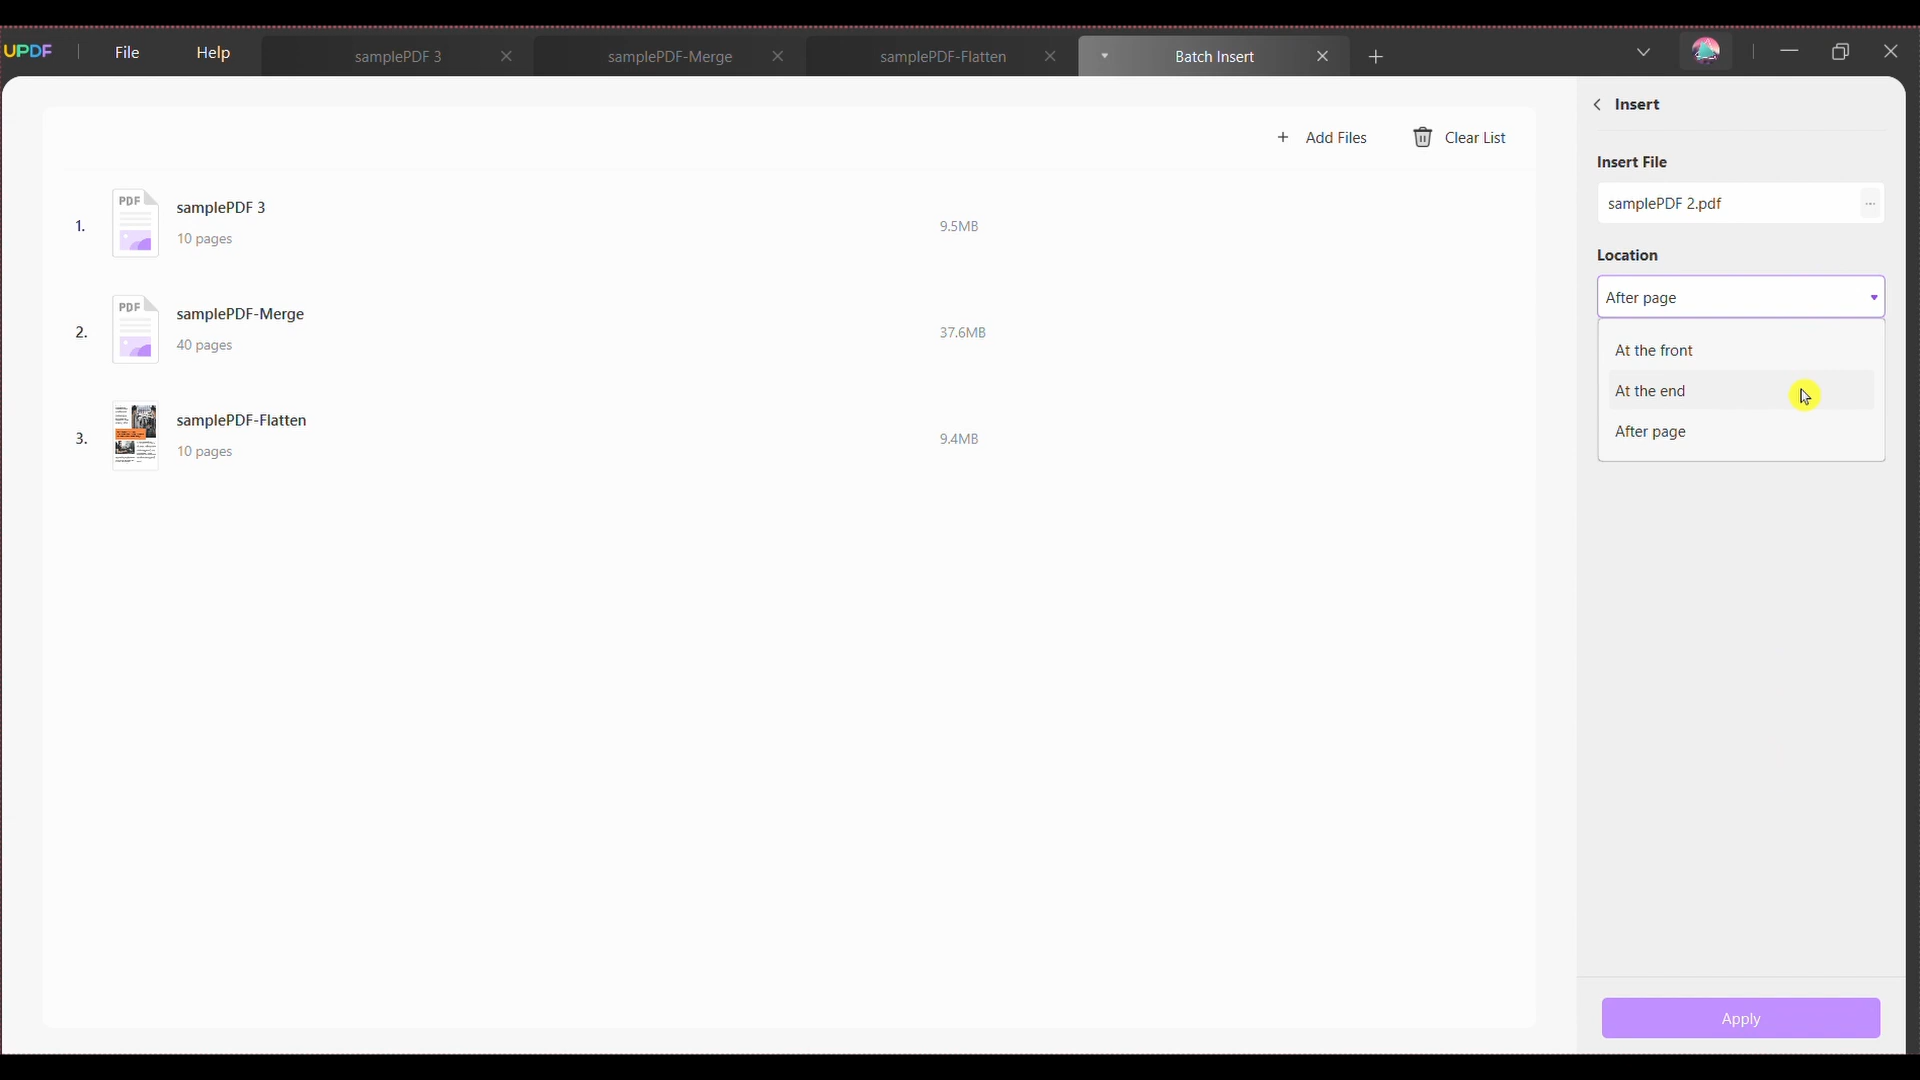 UPDF File Help samplePDF 3 samplePDF-Merge samplePDF-Flatten Batch Insert
Add Files Clear List
1. PDF samplePDF 3
10 pages
9.5MB
2. PDF samplePDF-Merge
40 pages
37.6MB
3. samplePDF-Flatten
10 pages
9.4MB
Insert
Insert File
samplePDF 2.pdf
Location
After page
At the front
At the end
After page
Apply